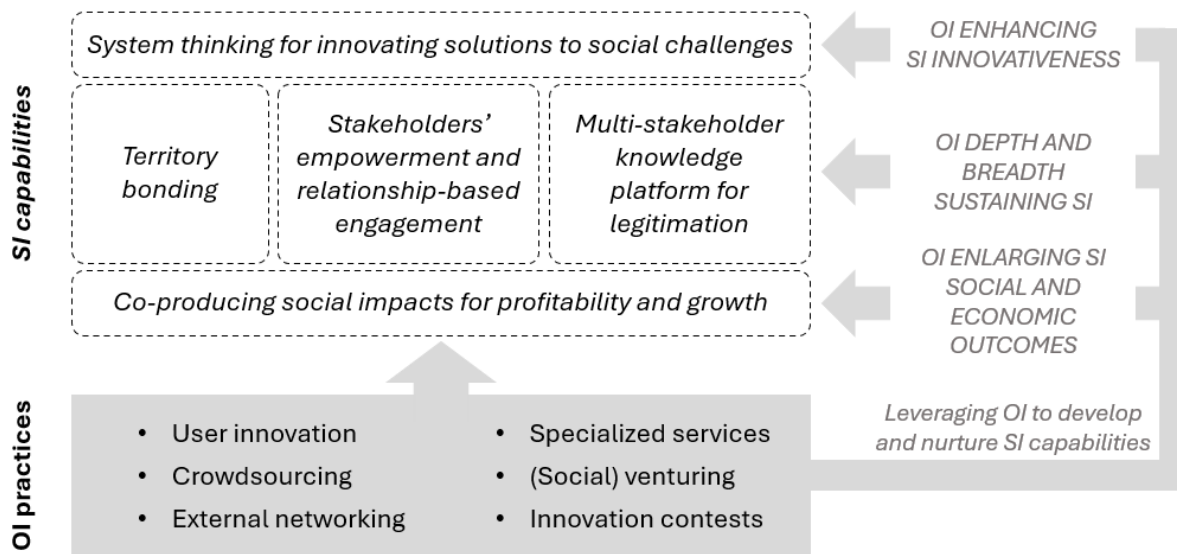 SI capabilities
System thinking for innovating solutions to social challenges
Territory
bonding
Stakeholders’
empowerment and
relationship-based
engagement
Multi-stakeholder
knowledge
platform for
legitimation
Co-producing social impacts for profitability and growth
OI ENHANCING
SI INNOVATIVENESS
OI DEPTH AND
BREADTH
SUSTAINING SI
OI ENLARGING SI
SOCIAL AND
ECONOMIC
OUTCOMES
Leveraging OI to develop
and nurture SI capabilities
OI practices
• User innovation
• Crowdsourcing
• External networking
• Specialized services
• (Social) venturing
• Innovation contests